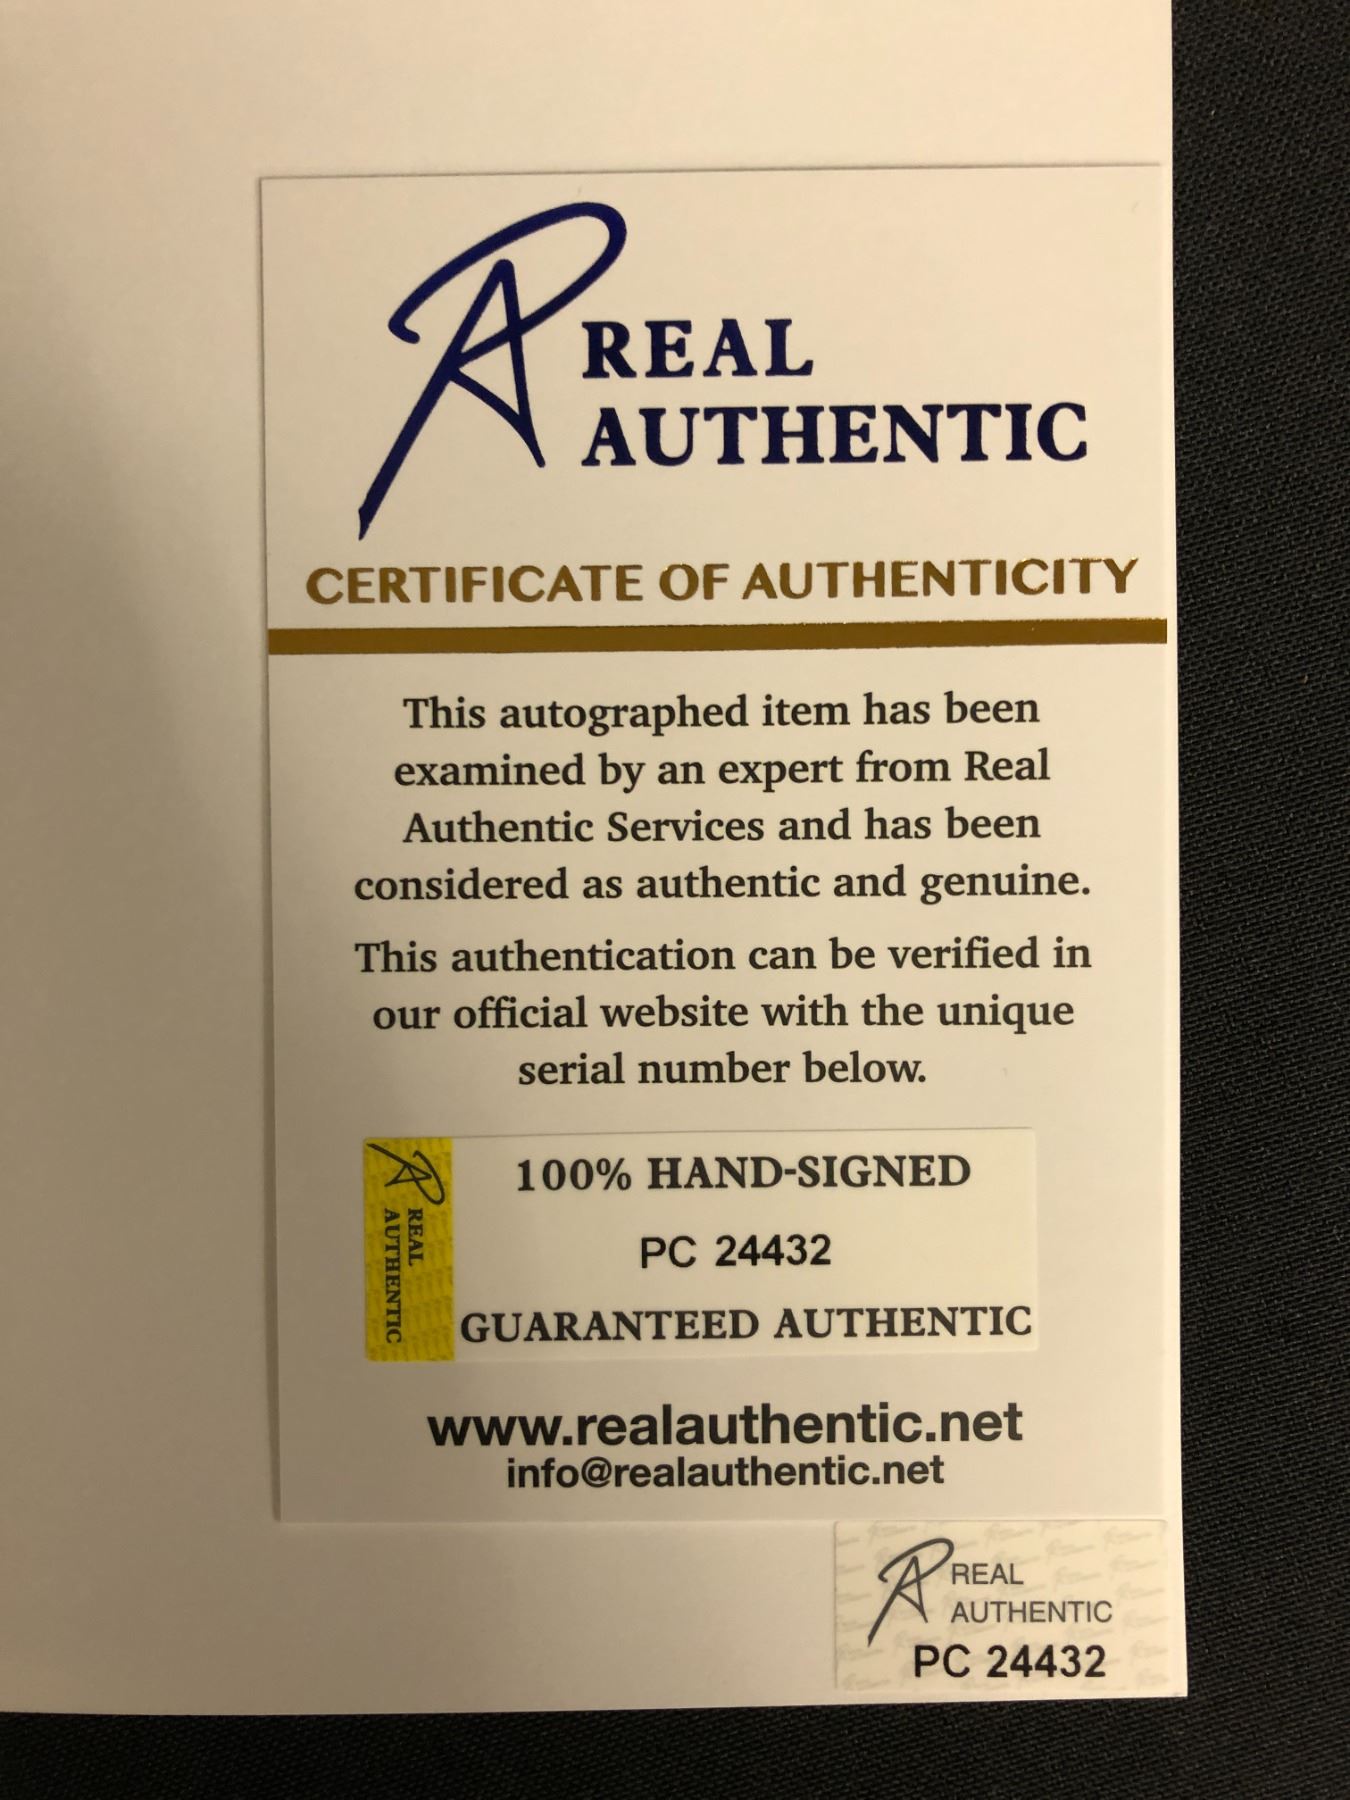 REAL
AUTHENTIC
CERTIFICATE OF AUTHENTICITY
This autographed item has been
examined by an expert from Real
Authentic Services and has been
considered as authentic and genuine.
This authentication can be verified in
our official website with the unique
serial number below.
REAL
AUTHENTIC
100% HAND-SIGNED
PC 24432
GUARANTEED AUTHENTIC
www.realauthentic.net
info@realauthentic.net
REAL
AUTHENTIC
PC 24432